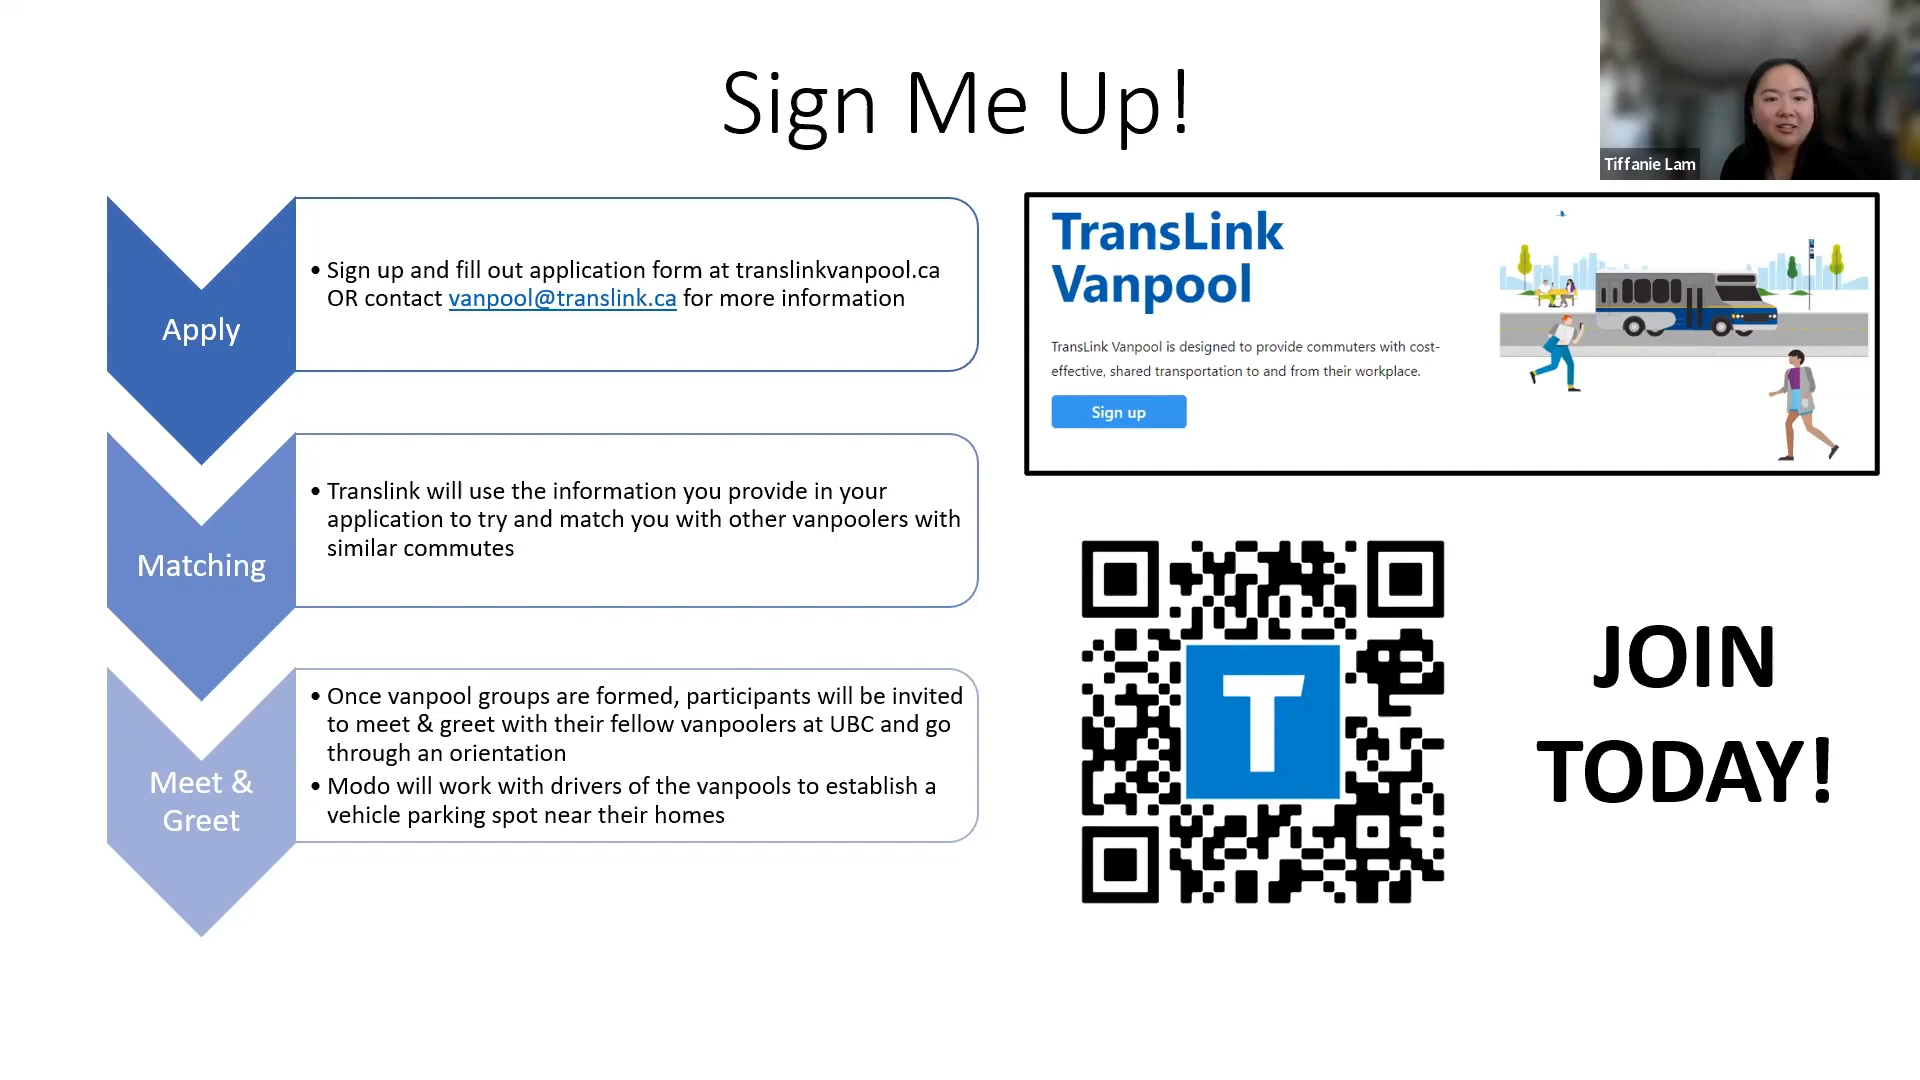 Sign Me Up!
Tiffanie Lam
Apply
• Sign up and fill out application form at translinkvanpool.ca
OR contact vanpool@translink.ca for more information
Matching
• Translink will use the information you provide in your
application to try and match you with other vanpoolers with
similar commutes
Meet &
Greet
• Once vanpool groups are formed, participants will be invited
to meet & greet with their fellow vanpoolers at UBC and go
through an orientation
• Modo will work with drivers of the vanpools to establish a
vehicle parking spot near their homes
TransLink
Vanpool
TransLink Vanpool is designed to provide commuters with cost-
effective, shared transportation to and from their workplace.
Sign up
T
JOIN
TODAY!